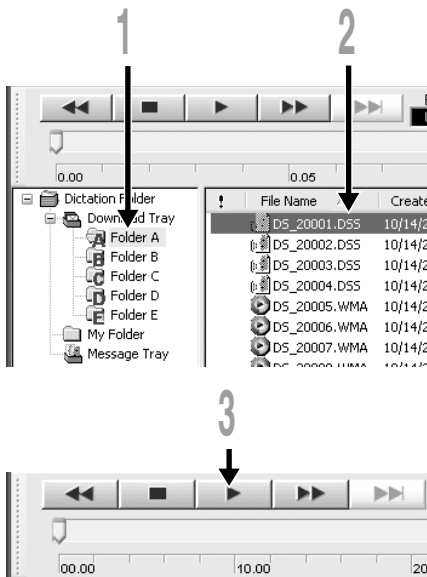 1 2
0.00 0.05
Dictation Folder
Download Tray
Folder A
Folder B
Folder C
Folder D
Folder E
My Folder
Message Tray
! File Name Create
DS_20001.DSS 10/14/2
DS_20002.DSS 10/14/2
DS_20003.DSS 10/14/2
DS_20004.DSS 10/14/2
DS_20005.WMA 10/14/2
DS_20006.WMA 10/14/2
DS_20007.WMA 10/14/2
3
00.00 10.00 20